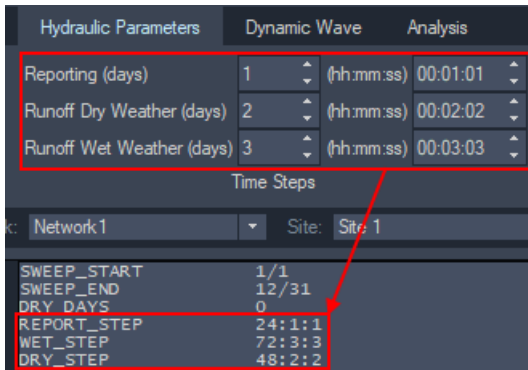 Hydraulic Parameters Dynamic Wave Analysis
Reporting (days) 1 (hh:mm:ss) 00:01:01
Runoff Dry Weather (days) 2 (hh:mm:ss) 00:02:02
Runoff Wet Weather (days) 3 (hh:mm:ss) 00:03:03
Time Steps
k: Network1 Site: Site 1
SWEEP_START 1/1
SWEEP_END 12/31
DRY_DAYS 0
REPORT_STEP 24:1:1
WET_STEP 72:3:3
DRY_STEP 48:2:2